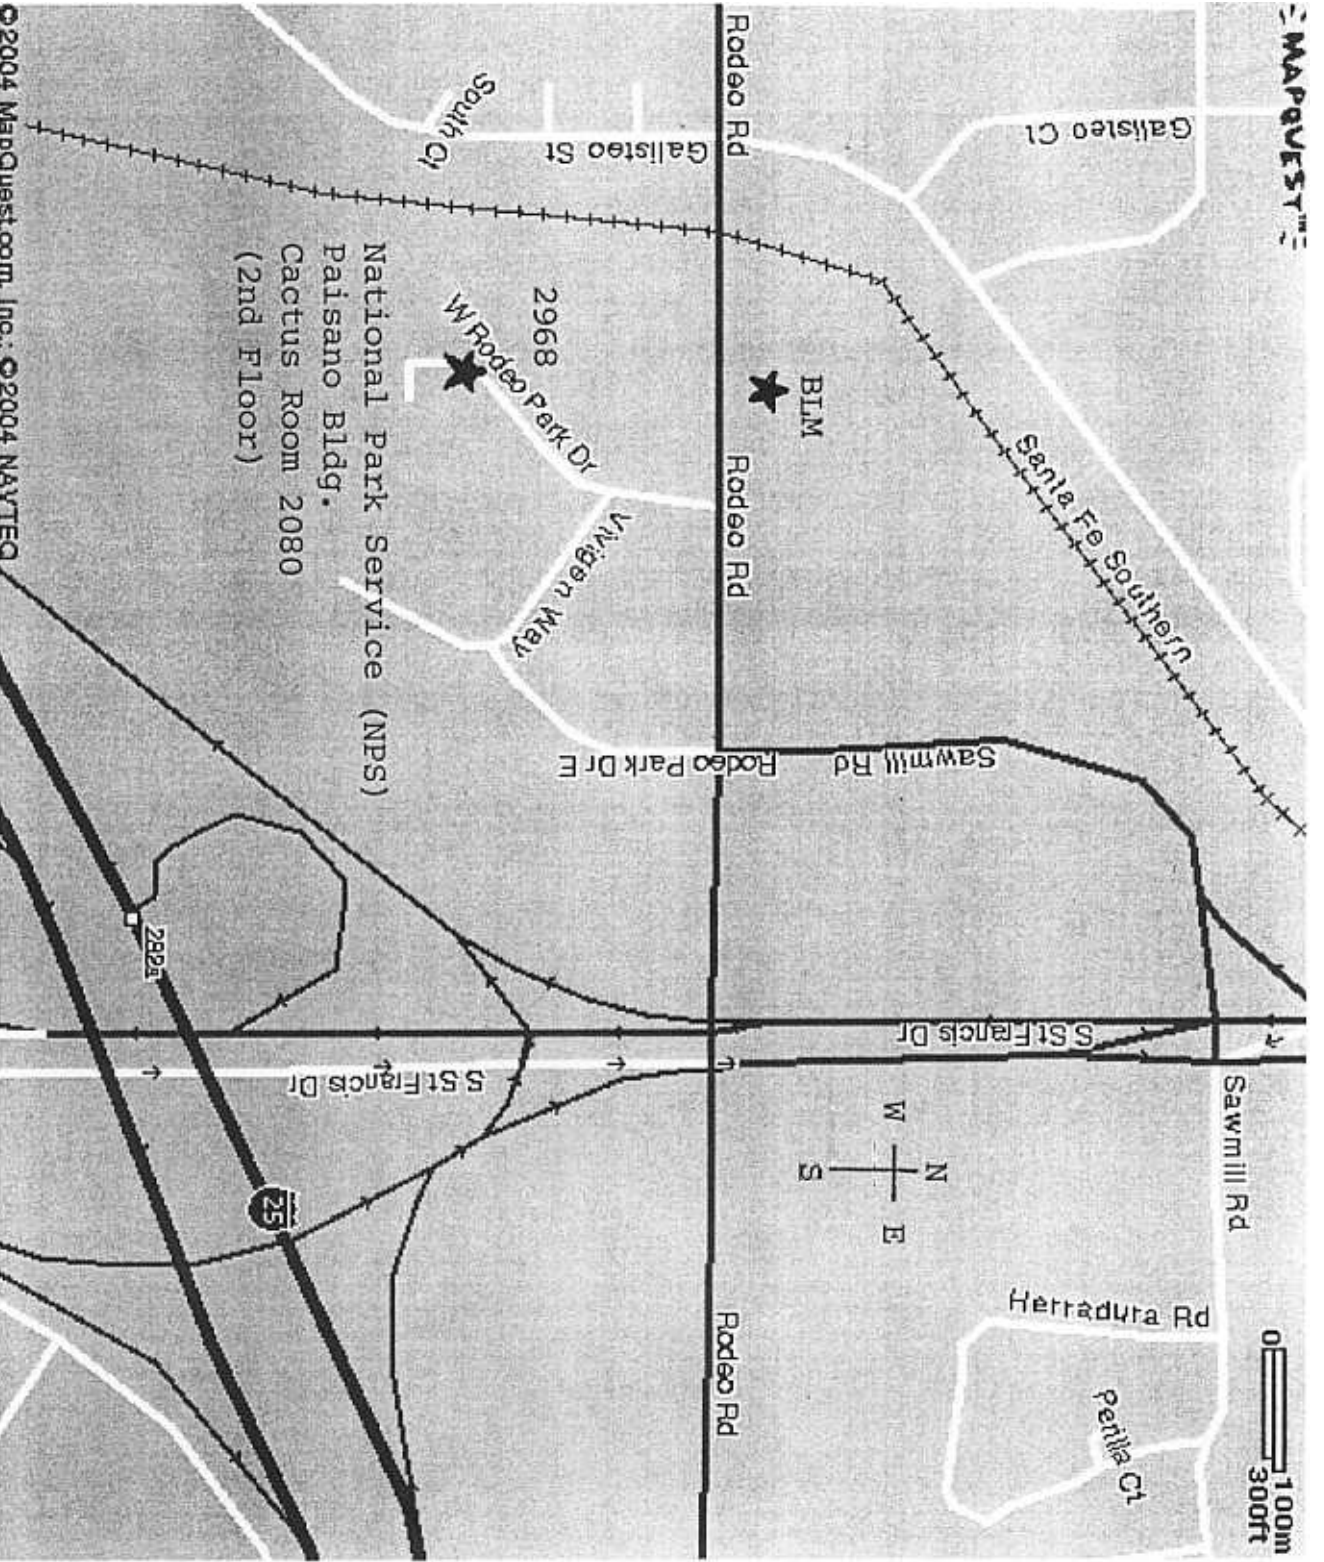 MAPQUEST™
0 100m
300ft
Galisteo Ct
Sawmill Rd
Herradura Rd
Perilla Ct
Santa Fe Southern
Sawmill Rd
S St Francis Dr
N
W E
S
BLM
Rodeo Rd
Rodeo Rd
Rodeo Rd
Rodeo Park Dr E
Galisteo St
South Ct
2968
W Rodeo Park Dr
Vivigen Way
National Park Service (NPS)
Paisano Bldg.
Cactus Room 2080
(2nd Floor)
S St Francis Dr
25
©2004 MapQuest.com, Inc.; ©2004 NAVTEQ